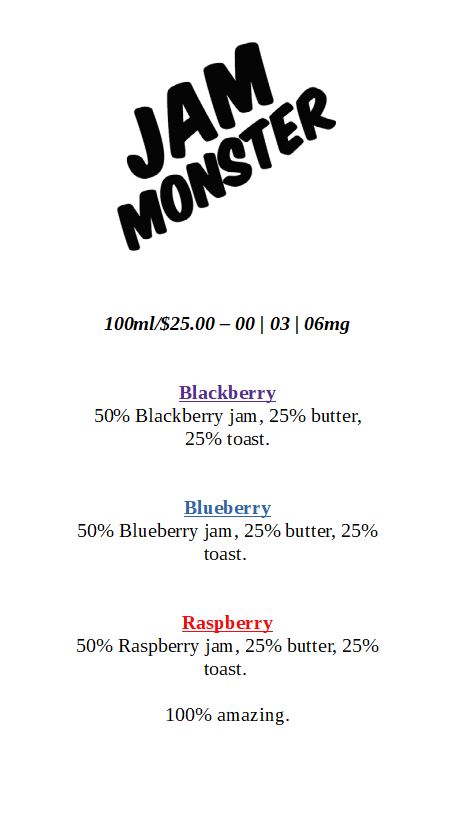 JAM
MONSTER
100ml/$25.00 – 00 | 03 | 06mg
Blackberry
50% Blackberry jam, 25% butter,
25% toast.
Blueberry
50% Blueberry jam, 25% butter, 25%
toast.
Raspberry
50% Raspberry jam, 25% butter, 25%
toast.
100% amazing.